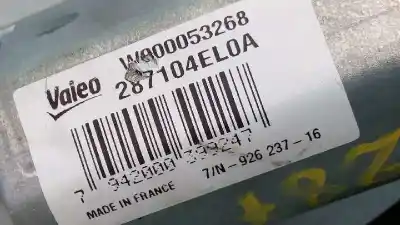 Valeo
W000053268
287104EL0A
7 942000 399247
MADE IN FRANCE 7/N-926 237-16